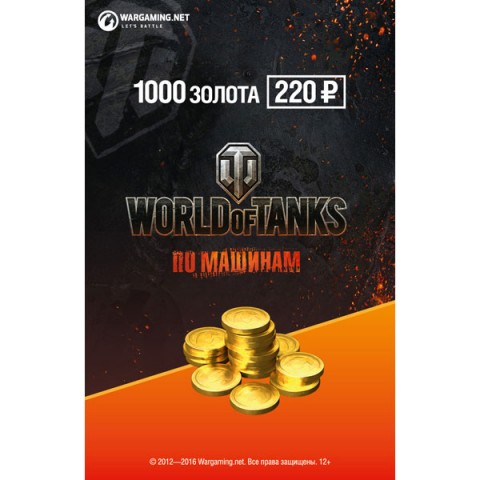 WARGAMING.NET
LET'S BATTLE
1000 ЗОЛОТА 220 ₽
WORLD OF TANKS
ПО МАШИНАМ
© 2012—2016 Wargaming.net. Все права защищены. 12+